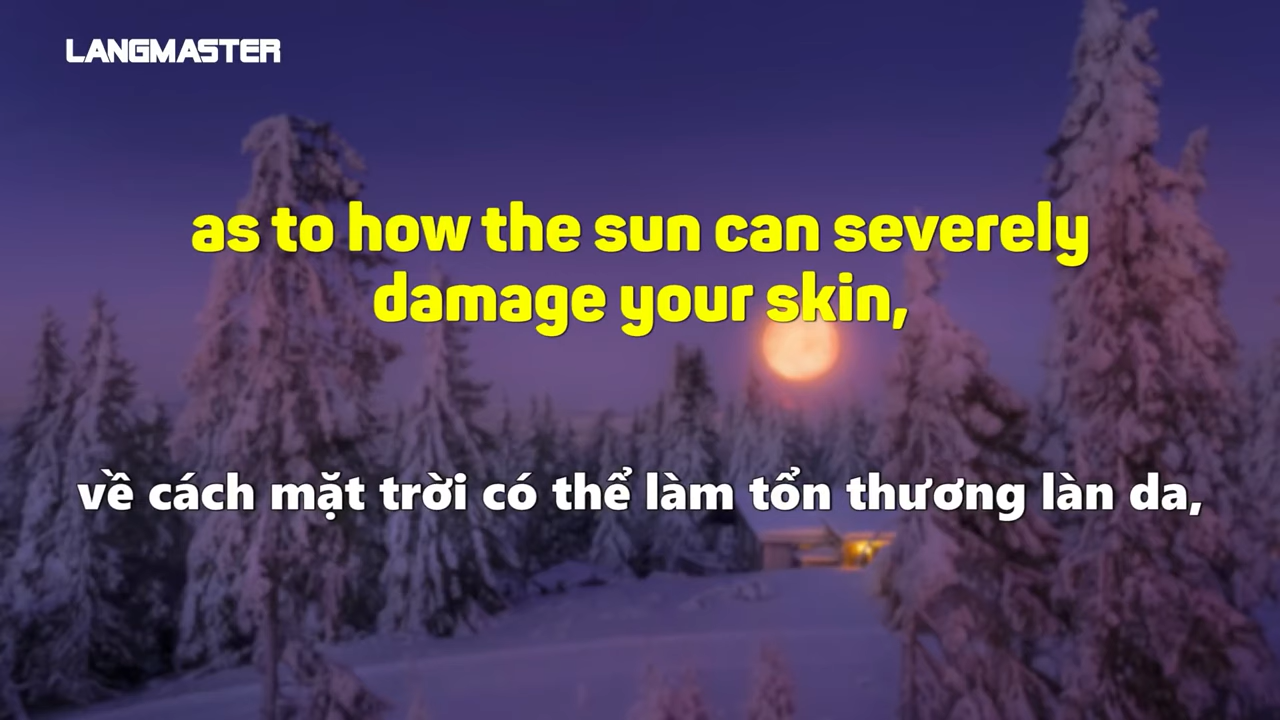 LANGMASTER
as to how the sun can severely
damage your skin,
về cách mặt trời có thể làm tổn thương làn da,